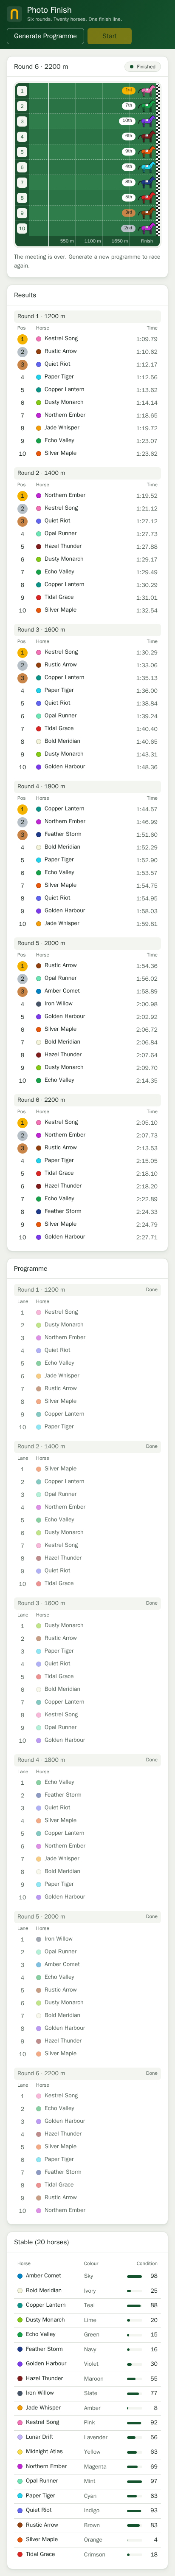 Photo Finish
Six rounds. Twenty horses. One finish line.
Generate Programme
Start
Round 6 · 2200 m
Finished
1 1st
2 7th
3 10th
4 6th
5 9th
6 4th
7 8th
8 5th
9 3rd
10 2nd
550 m 1100 m 1650 m Finish
The meeting is over. Generate a new programme to race
again.
Results
Round 1 · 1200 m
Pos Horse Time
1 Kestrel Song 1:09.79
2 Rustic Arrow 1:10.62
3 Quiet Riot 1:12.17
4 Paper Tiger 1:12.56
5 Copper Lantern 1:13.62
6 Dusty Monarch 1:14.14
7 Northern Ember 1:18.65
8 Jade Whisper 1:19.72
9 Echo Valley 1:23.07
10 Silver Maple 1:23.62
Round 2 · 1400 m
Pos Horse Time
1 Northern Ember 1:19.52
2 Kestrel Song 1:21.12
3 Quiet Riot 1:27.12
4 Opal Runner 1:27.73
5 Hazel Thunder 1:27.88
6 Dusty Monarch 1:29.17
7 Echo Valley 1:29.49
8 Copper Lantern 1:30.29
9 Tidal Grace 1:31.01
10 Silver Maple 1:32.54
Round 3 · 1600 m
Pos Horse Time
1 Kestrel Song 1:30.29
2 Rustic Arrow 1:33.06
3 Copper Lantern 1:35.13
4 Paper Tiger 1:36.00
5 Quiet Riot 1:38.84
6 Opal Runner 1:39.24
7 Tidal Grace 1:40.40
8 Bold Meridian 1:40.65
9 Dusty Monarch 1:43.31
10 Golden Harbour 1:48.36
Round 4 · 1800 m
Pos Horse Time
1 Copper Lantern 1:44.57
2 Northern Ember 1:46.99
3 Feather Storm 1:51.60
4 Bold Meridian 1:52.29
5 Paper Tiger 1:52.90
6 Echo Valley 1:53.57
7 Silver Maple 1:54.75
8 Quiet Riot 1:54.95
9 Golden Harbour 1:58.03
10 Jade Whisper 1:59.81
Round 5 · 2000 m
Pos Horse Time
1 Rustic Arrow 1:54.36
2 Opal Runner 1:56.02
3 Amber Comet 1:58.89
4 Iron Willow 2:00.98
5 Golden Harbour 2:02.92
6 Silver Maple 2:06.72
7 Bold Meridian 2:06.84
8 Hazel Thunder 2:07.64
9 Dusty Monarch 2:09.70
10 Echo Valley 2:14.35
Round 6 · 2200 m
Pos Horse Time
1 Kestrel Song 2:05.10
2 Northern Ember 2:07.73
3 Rustic Arrow 2:13.53
4 Paper Tiger 2:15.05
5 Tidal Grace 2:18.10
6 Hazel Thunder 2:18.20
7 Echo Valley 2:22.89
8 Feather Storm 2:24.33
9 Silver Maple 2:24.79
10 Golden Harbour 2:27.71
Programme
Round 1 · 1200 m Done
Lane Horse
1 Kestrel Song
2 Dusty Monarch
3 Northern Ember
4 Quiet Riot
5 Echo Valley
6 Jade Whisper
7 Rustic Arrow
8 Silver Maple
9 Copper Lantern
10 Paper Tiger
Round 2 · 1400 m Done
Lane Horse
1 Silver Maple
2 Copper Lantern
3 Opal Runner
4 Northern Ember
5 Echo Valley
6 Dusty Monarch
7 Kestrel Song
8 Hazel Thunder
9 Quiet Riot
10 Tidal Grace
Round 3 · 1600 m Done
Lane Horse
1 Dusty Monarch
2 Rustic Arrow
3 Paper Tiger
4 Quiet Riot
5 Tidal Grace
6 Bold Meridian
7 Copper Lantern
8 Kestrel Song
9 Opal Runner
10 Golden Harbour
Round 4 · 1800 m Done
Lane Horse
1 Echo Valley
2 Feather Storm
3 Quiet Riot
4 Silver Maple
5 Copper Lantern
6 Northern Ember
7 Jade Whisper
8 Bold Meridian
9 Paper Tiger
10 Golden Harbour
Round 5 · 2000 m Done
Lane Horse
1 Iron Willow
2 Opal Runner
3 Amber Comet
4 Echo Valley
5 Rustic Arrow
6 Dusty Monarch
7 Bold Meridian
8 Golden Harbour
9 Hazel Thunder
10 Silver Maple
Round 6 · 2200 m Done
Lane Horse
1 Kestrel Song
2 Echo Valley
3 Golden Harbour
4 Hazel Thunder
5 Silver Maple
6 Paper Tiger
7 Feather Storm
8 Tidal Grace
9 Rustic Arrow
10 Northern Ember
Stable (20 horses)
Horse Colour Condition
Amber Comet Sky 98
Bold Meridian Ivory 25
Copper Lantern Teal 88
Dusty Monarch Lime 20
Echo Valley Green 15
Feather Storm Navy 16
Golden Harbour Violet 30
Hazel Thunder Maroon 55
Iron Willow Slate 77
Jade Whisper Amber 8
Kestrel Song Pink 92
Lunar Drift Lavender 56
Midnight Atlas Yellow 63
Northern Ember Magenta 69
Opal Runner Mint 97
Paper Tiger Cyan 63
Quiet Riot Indigo 93
Rustic Arrow Brown 83
Silver Maple Orange 4
Tidal Grace Crimson 18